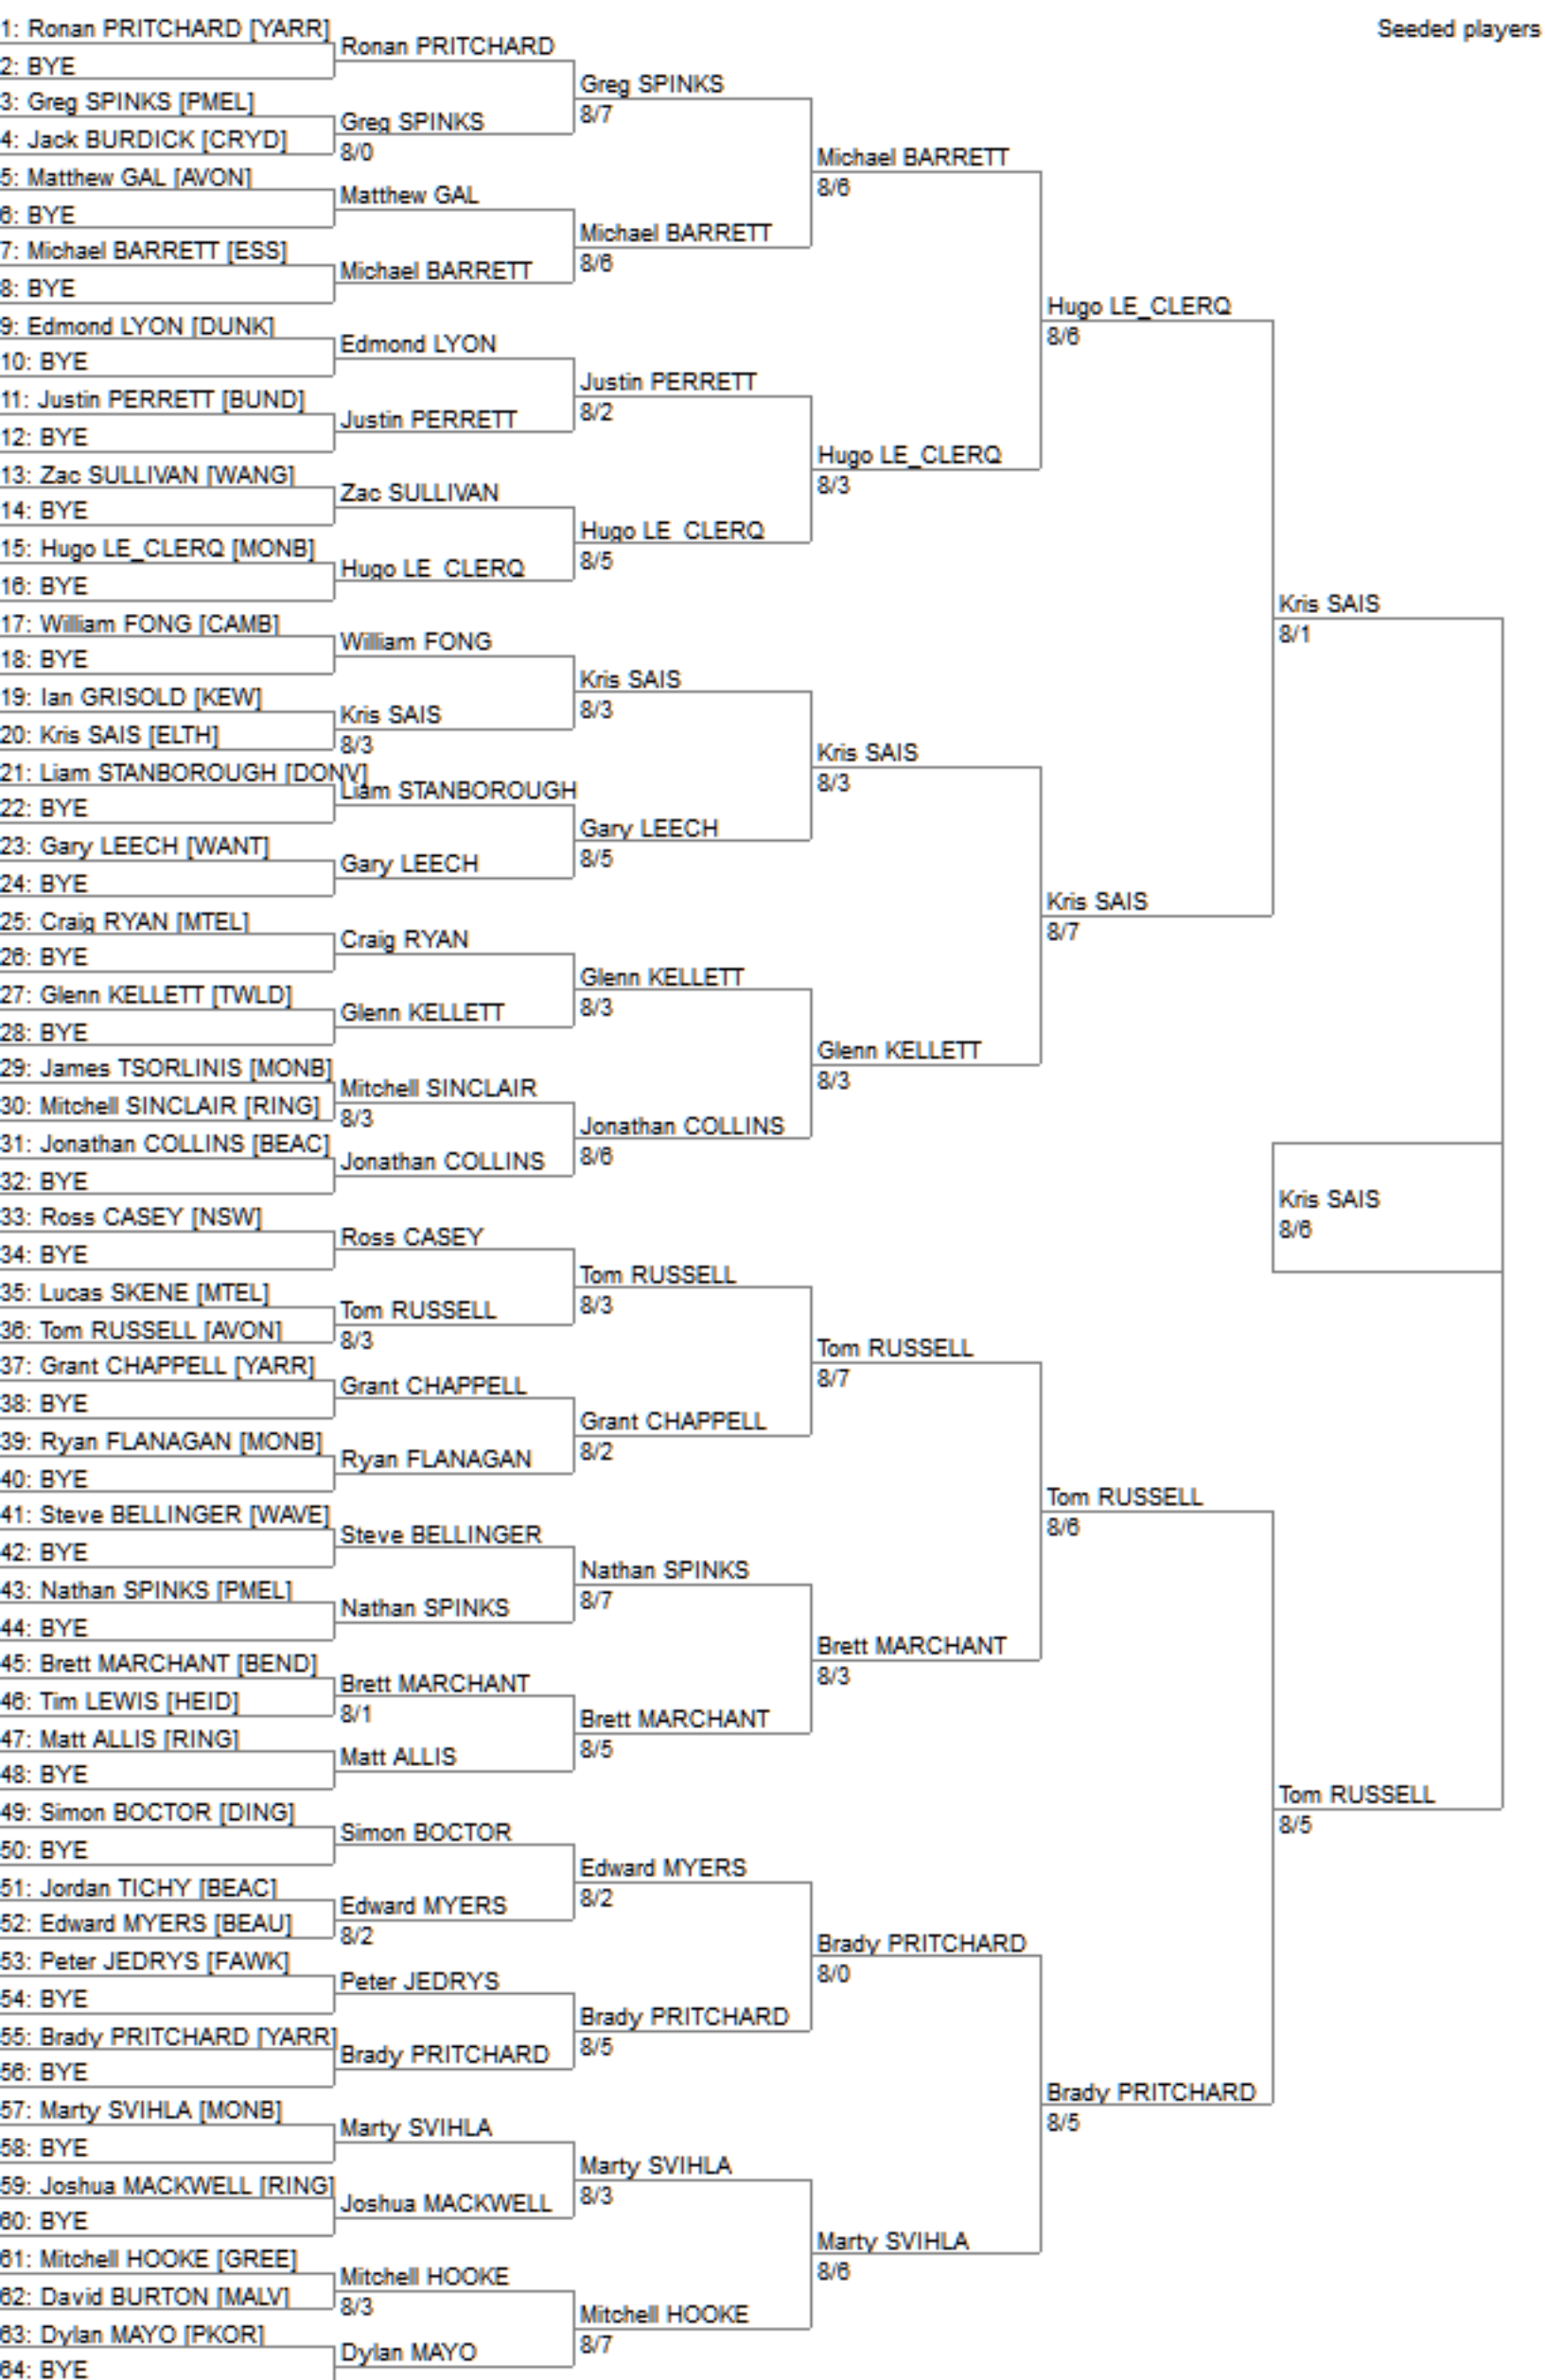 1: Ronan PRITCHARD [YARR]
2: BYE
3: Greg SPINKS [PMEL]
4: Jack BURDICK [CRYD]
5: Matthew GAL [AVON]
6: BYE
7: Michael BARRETT [ESS]
8: BYE
9: Edmond LYON [DUNK]
10: BYE
11: Justin PERRETT [BUND]
12: BYE
13: Zac SULLIVAN [WANG]
14: BYE
15: Hugo LE_CLERQ [MONB]
16: BYE
17: William FONG [CAMB]
18: BYE
19: Ian GRISOLD [KEW]
20: Kris SAIS [ELTH]
21: Liam STANBOROUGH [DONV]
22: BYE
23: Gary LEECH [WANT]
24: BYE
25: Craig RYAN [MTEL]
26: BYE
27: Glenn KELLETT [TWLD]
28: BYE
29: James TSORLINIS [MONB]
30: Mitchell SINCLAIR [RING]
31: Jonathan COLLINS [BEAC]
32: BYE
33: Ross CASEY [NSW]
34: BYE
35: Lucas SKENE [MTEL]
36: Tom RUSSELL [AVON]
37: Grant CHAPPELL [YARR]
38: BYE
39: Ryan FLANAGAN [MONB]
40: BYE
41: Steve BELLINGER [WAVE]
42: BYE
43: Nathan SPINKS [PMEL]
44: BYE
45: Brett MARCHANT [BEND]
46: Tim LEWIS [HEID]
47: Matt ALLIS [RING]
48: BYE
49: Simon BOCTOR [DING]
50: BYE
51: Jordan TICHY [BEAC]
52: Edward MYERS [BEAU]
53: Peter JEDRYS [FAWK]
54: BYE
55: Brady PRITCHARD [YARR]
56: BYE
57: Marty SVIHLA [MONB]
58: BYE
59: Joshua MACKWELL [RING]
60: BYE
61: Mitchell HOOKE [GREE]
62: David BURTON [MALV]
63: Dylan MAYO [PKOR]
64: BYE
Ronan PRITCHARD
Greg SPINKS
8/0
Matthew GAL
Michael BARRETT
Edmond LYON
Justin PERRETT
Zac SULLIVAN
Hugo LE_CLERQ
William FONG
Kris SAIS
8/3
Liam STANBOROUGH
Gary LEECH
Craig RYAN
Glenn KELLETT
Mitchell SINCLAIR
8/3
Jonathan COLLINS
Ross CASEY
Tom RUSSELL
8/3
Grant CHAPPELL
Ryan FLANAGAN
Steve BELLINGER
Nathan SPINKS
Brett MARCHANT
8/1
Matt ALLIS
Simon BOCTOR
Edward MYERS
8/2
Peter JEDRYS
Brady PRITCHARD
Marty SVIHLA
Joshua MACKWELL
Mitchell HOOKE
8/3
Dylan MAYO
Greg SPINKS
8/7
Michael BARRETT
8/6
Justin PERRETT
8/2
Hugo LE_CLERQ
8/5
Kris SAIS
8/3
Gary LEECH
8/5
Glenn KELLETT
8/3
Jonathan COLLINS
8/6
Tom RUSSELL
8/3
Grant CHAPPELL
8/2
Nathan SPINKS
8/7
Brett MARCHANT
8/5
Edward MYERS
8/2
Brady PRITCHARD
8/5
Marty SVIHLA
8/3
Mitchell HOOKE
8/7
Michael BARRETT
8/6
Hugo LE_CLERQ
8/3
Kris SAIS
8/3
Glenn KELLETT
8/3
Tom RUSSELL
8/7
Brett MARCHANT
8/3
Brady PRITCHARD
8/0
Marty SVIHLA
8/6
Hugo LE_CLERQ
8/6
Kris SAIS
8/7
Tom RUSSELL
8/6
Brady PRITCHARD
8/5
Seeded players
Kris SAIS
8/1
Kris SAIS
8/6
Tom RUSSELL
8/5